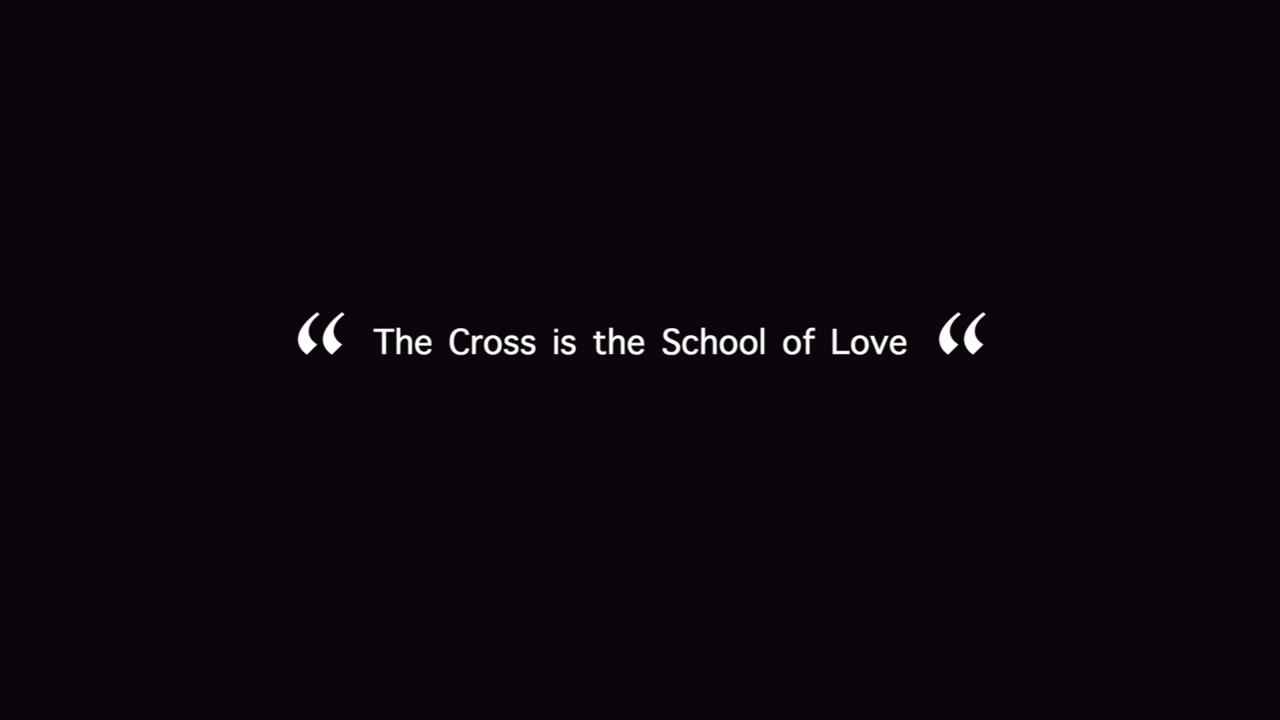 “ The Cross is the School of Love “